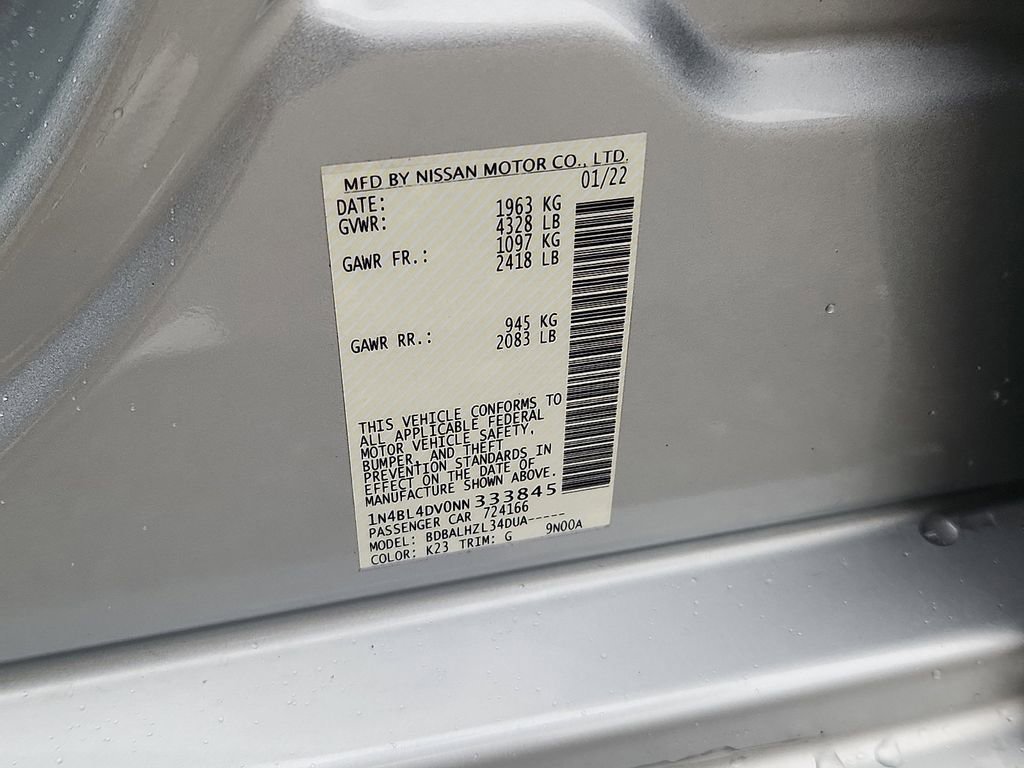 MFD BY NISSAN MOTOR CO., LTD.
DATE: 01/22
GVWR: 1963 KG
4328 LB
GAWR FR.: 1097 KG
2418 LB
GAWR RR.: 945 KG
2083 LB
THIS VEHICLE CONFORMS TO
ALL APPLICABLE FEDERAL
MOTOR VEHICLE SAFETY,
BUMPER, AND THEFT
PREVENTION STANDARDS IN
EFFECT ON THE DATE OF
MANUFACTURE SHOWN ABOVE.
1N4BL4DV0NN333845
PASSENGER CAR 724166
MODEL: BDBALHZL34DUA-----
COLOR: K23 TRIM: G 9N00A